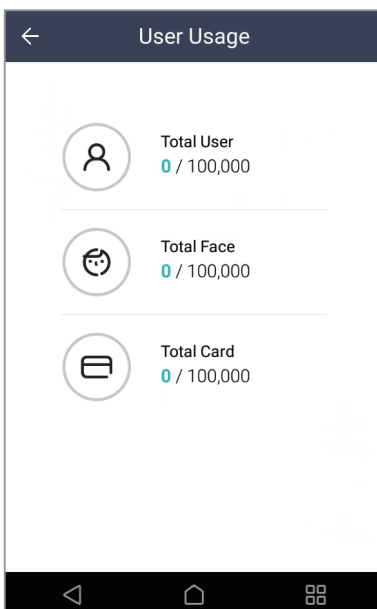 User Usage
Total User
0 / 100,000
Total Face
0 / 100,000
Total Card
0 / 100,000